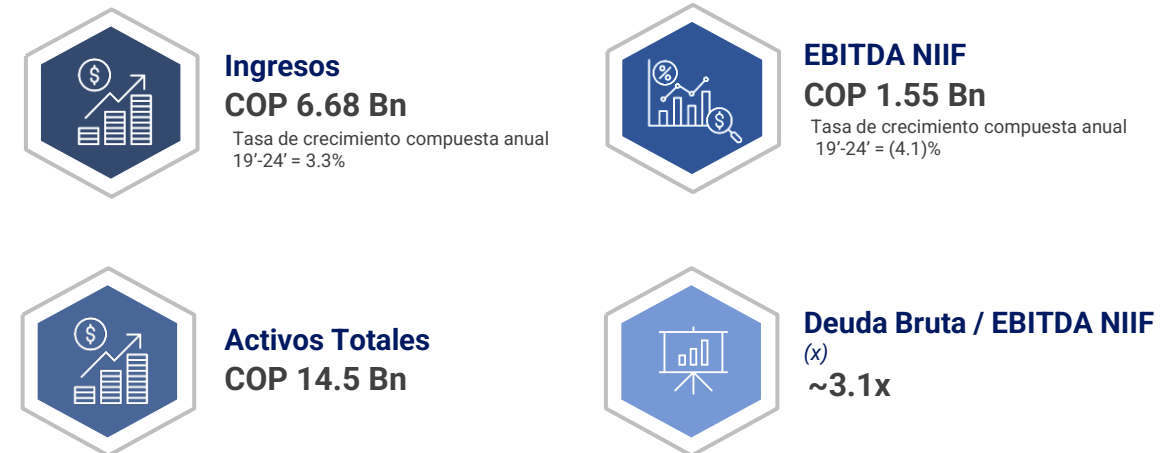 Ingresos
COP 6.68 Bn
Tasa de crecimiento compuesta anual
19’-24’ = 3.3%
EBITDA NIIF
COP 1.55 Bn
Tasa de crecimiento compuesta anual
19’-24’ = (4.1)%
Activos Totales
COP 14.5 Bn
Deuda Bruta / EBITDA NIIF
(x)
~3.1x